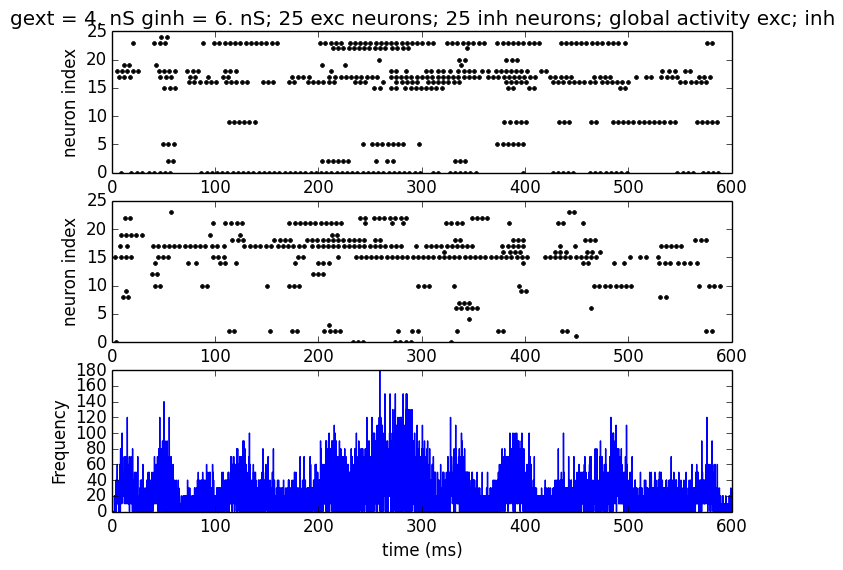 gext = 4. nS ginh = 6. nS; 25 exc neurons; 25 inh neurons; global activity exc; inh
25
20
15
10
5
0
neuron index
0 100 200 300 400 500 600
25
20
15
10
5
0
neuron index
0 100 200 300 400 500 600
180
160
140
120
100
80
60
40
20
0
Frequency
0 100 200 300 400 500 600
time (ms)